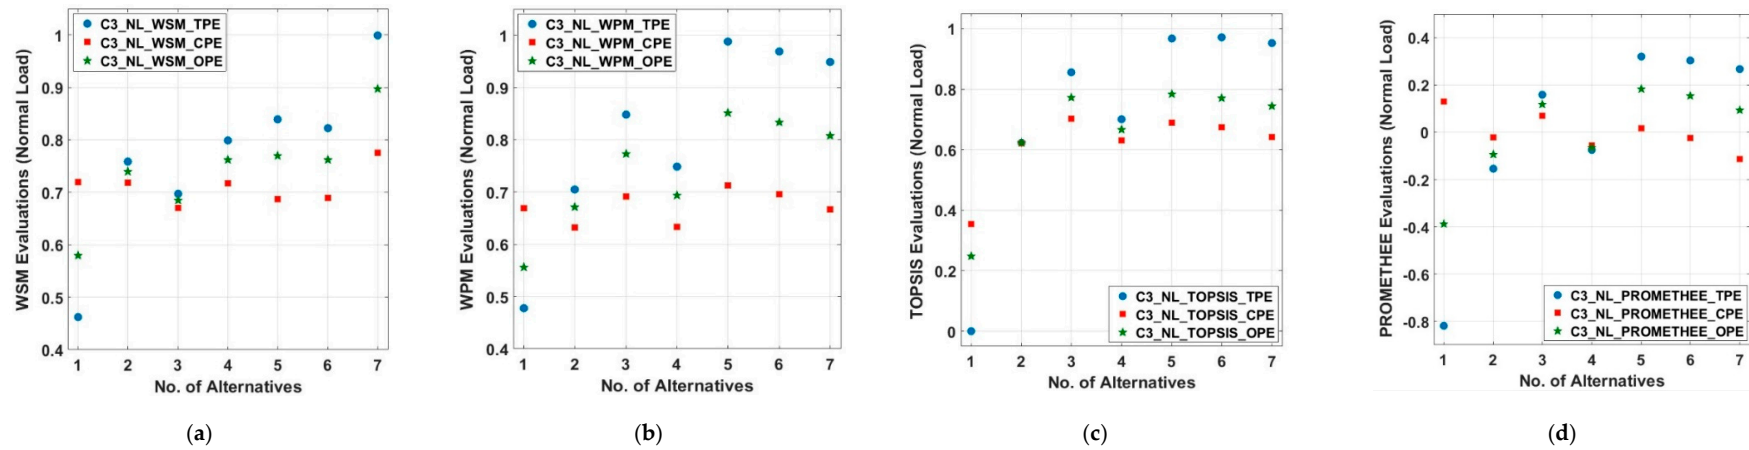 C3_NL_WSM_TPE
C3_NL_WSM_CPE
C3_NL_WSM_OPE
WSM Evaluations (Normal Load)
1
0.9
0.8
0.7
0.6
0.5
0.4
1 2 3 4 5 6 7
No. of Alternatives
(a)
C3_NL_WPM_TPE
C3_NL_WPM_CPE
C3_NL_WPM_OPE
WPM Evaluations (Normal Load)
1
0.9
0.8
0.7
0.6
0.5
0.4
1 2 3 4 5 6 7
No. of Alternatives
(b)
TOPSIS Evaluations (Normal Load)
1
0.8
0.6
0.4
0.2
0
C3_NL_TOPSIS_TPE
C3_NL_TOPSIS_CPE
C3_NL_TOPSIS_OPE
1 2 3 4 5 6 7
No. of Alternatives
(c)
PROMETHEE Evaluations (Normal Load)
0.4
0.2
0
-0.2
-0.4
-0.6
-0.8
C3_NL_PROMETHEE_TPE
C3_NL_PROMETHEE_CPE
C3_NL_PROMETHEE_OPE
1 2 3 4 5 6 7
No. of Alternatives
(d)